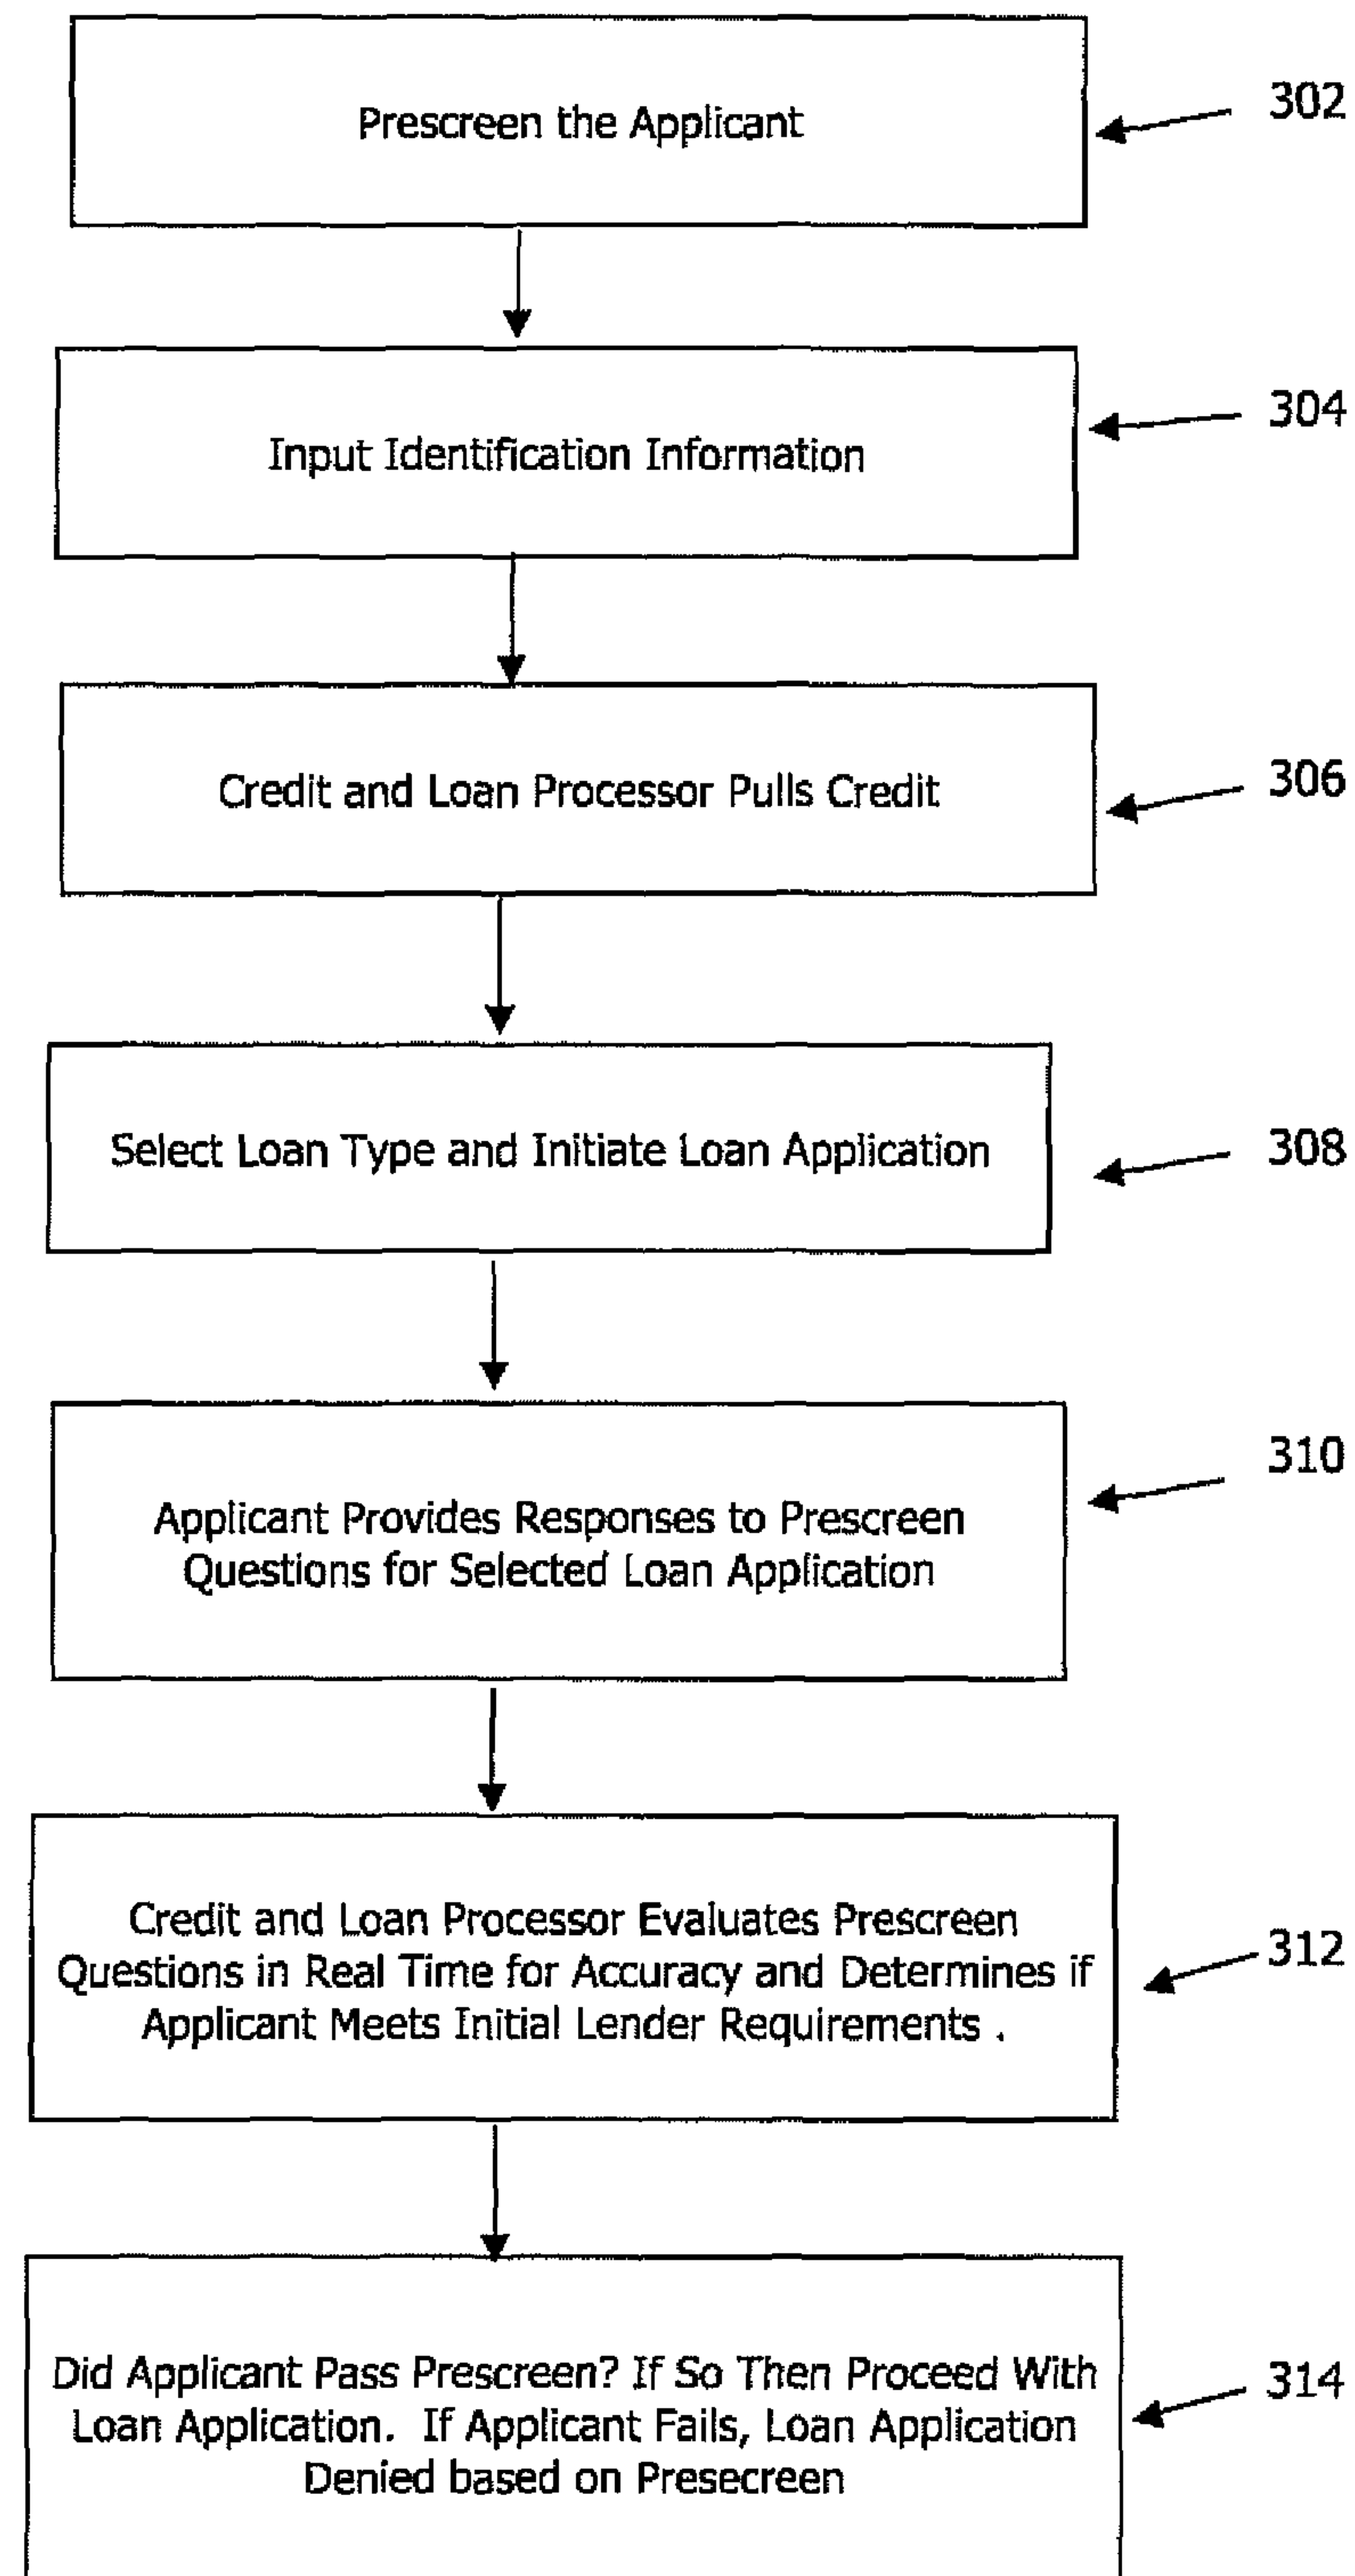 Prescreen the Applicant
302
Input Identification Information
304
Credit and Loan Processor Pulls Credit
306
Select Loan Type and Initiate Loan Application
308
Applicant Provides Responses to Prescreen
Questions for Selected Loan Application
310
Credit and Loan Processor Evaluates Prescreen
Questions in Real Time for Accuracy and Determines if
Applicant Meets Initial Lender Requirements .
312
Did Applicant Pass Prescreen? If So Then Proceed With
Loan Application. If Applicant Fails, Loan Application
Denied based on Presecreen
314